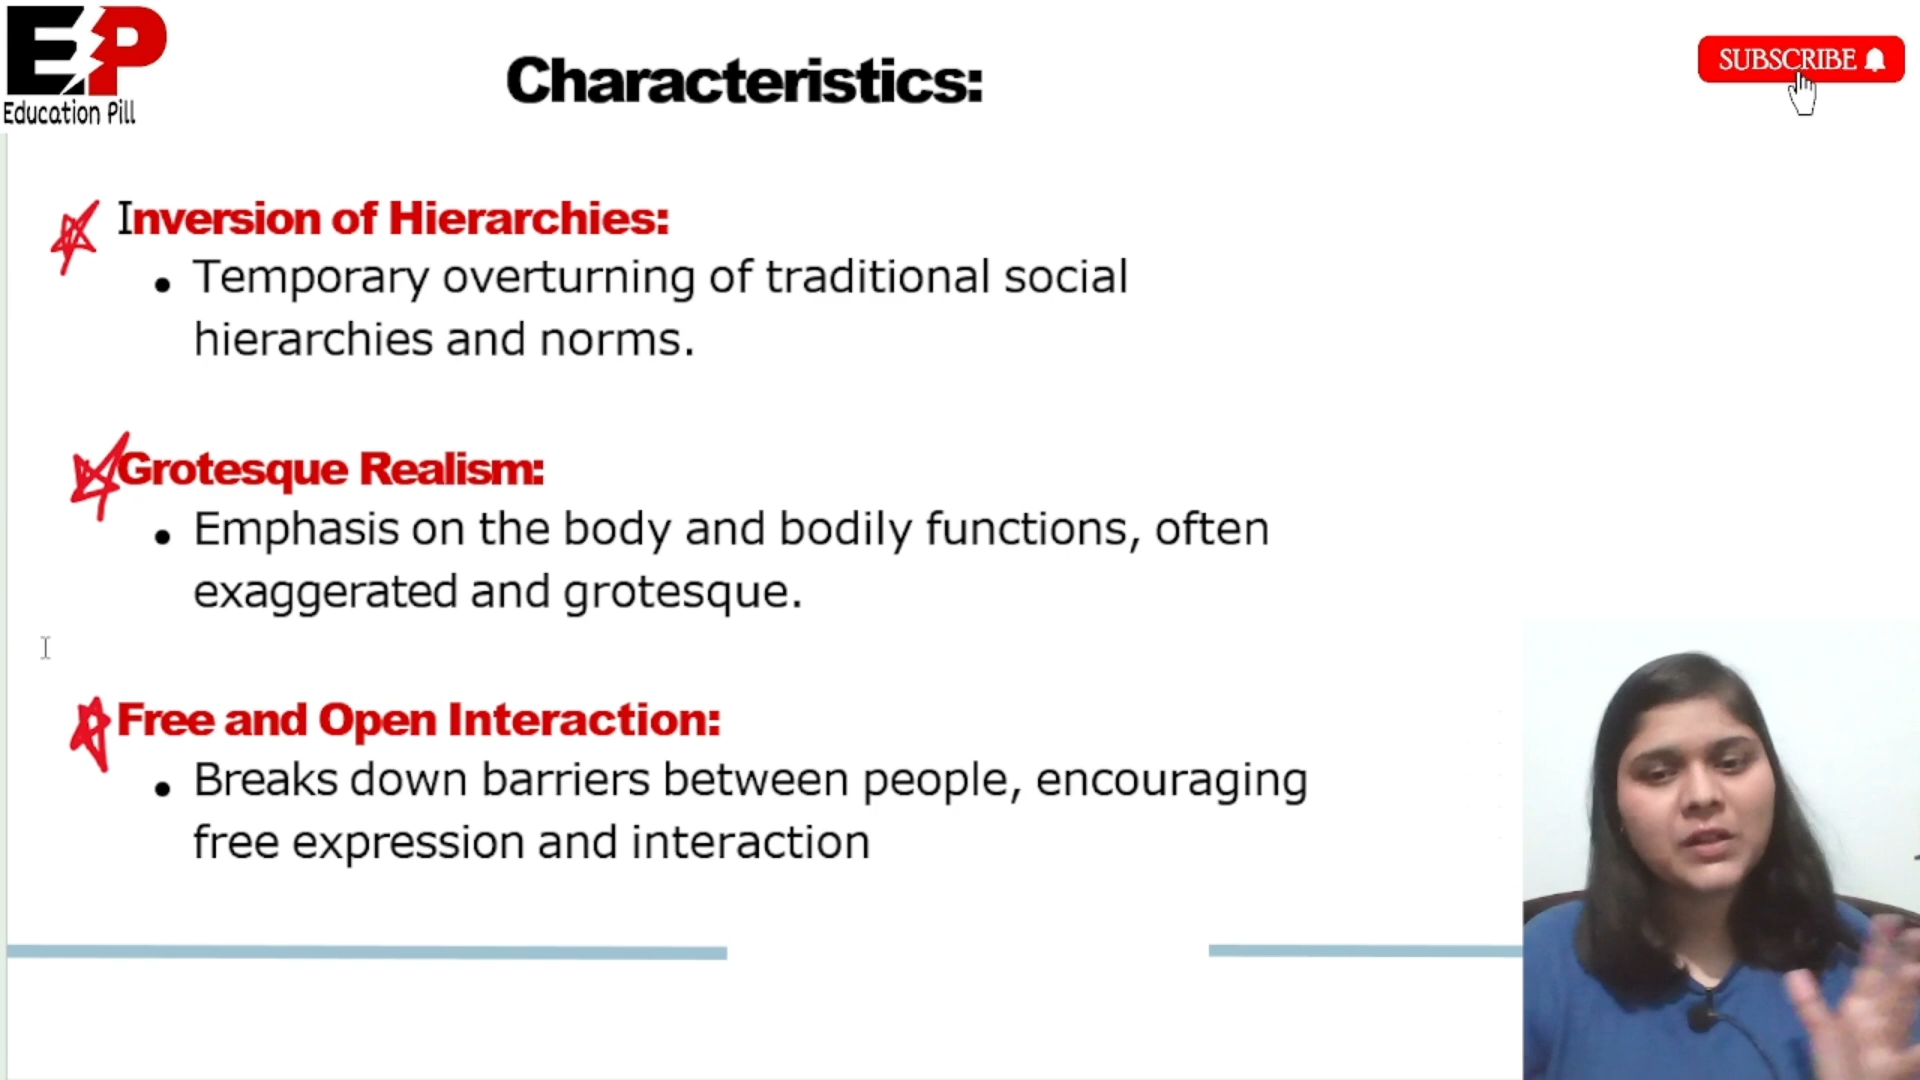 EP
Education Pill
Characteristics:
SUBSCRIBE
Inversion of Hierarchies:
• Temporary overturning of traditional social
hierarchies and norms.
Grotesque Realism:
• Emphasis on the body and bodily functions, often
exaggerated and grotesque.
Free and Open Interaction:
• Breaks down barriers between people, encouraging
free expression and interaction